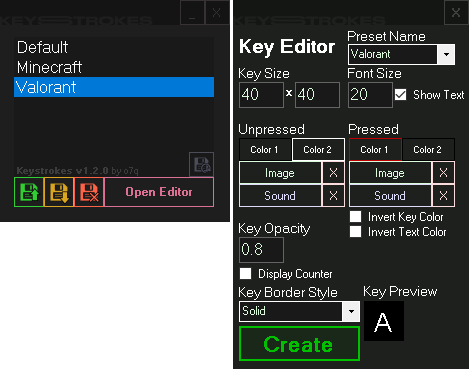 KEYSTROKES
_ X
Default
Minecraft
Valorant
Keystrokes v1.2.0 by o7q
Open Editor
KEYSTROKES
X
Key Editor
Preset Name
Valorant
Key Size
Font Size
40 x 40
20
Show Text
Unpressed
Pressed
Color 1 Color 2
Color 1 Color 2
Image X
Image X
Sound X
Sound X
Invert Key Color
Invert Text Color
Key Opacity
0.8
Display Counter
Key Border Style
Key Preview
Solid
A
Create